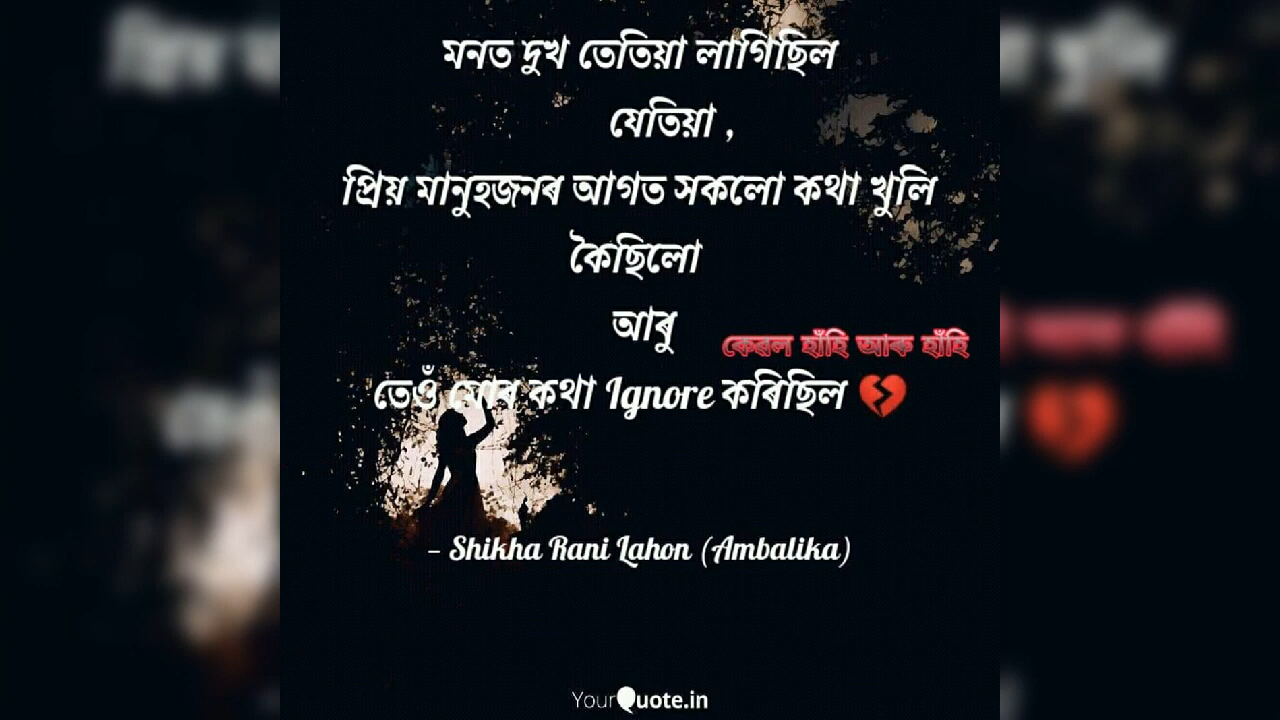 মনত দুখ তেতিয়া লাগিছিল
যেতিয়া ,
প্ৰিয় মানুহজনৰ আগত সকলো কথা খুলি
কৈছিলো
আৰু
কেৱল হাঁহি আৰু হাঁহি
তেওঁ মোৰ কথা Ignore কৰিছিল 💔
– Shikha Rani Lahon (Ambalika)
YourQuote.in